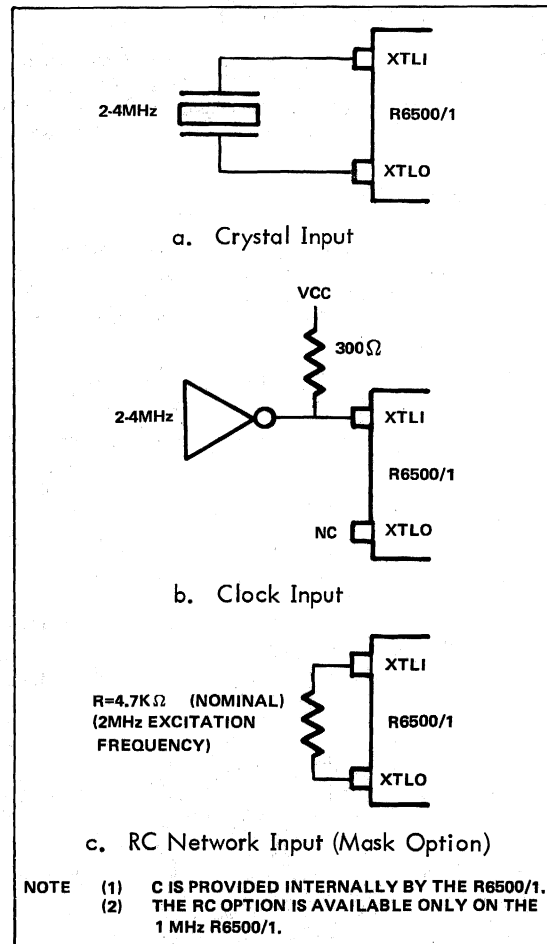 XTLI
2-4MHz
R6500/1
XTLO
a. Crystal Input
VCC
300Ω
2-4MHz
XTLI
R6500/1
NC
XTLO
b. Clock Input
XTLI
R=4.7KΩ (NOMINAL)
(2MHz EXCITATION
FREQUENCY)
R6500/1
XTLO
c. RC Network Input (Mask Option)
NOTE (1) C IS PROVIDED INTERNALLY BY THE R6500/1.
(2) THE RC OPTION IS AVAILABLE ONLY ON THE
1 MHz R6500/1.